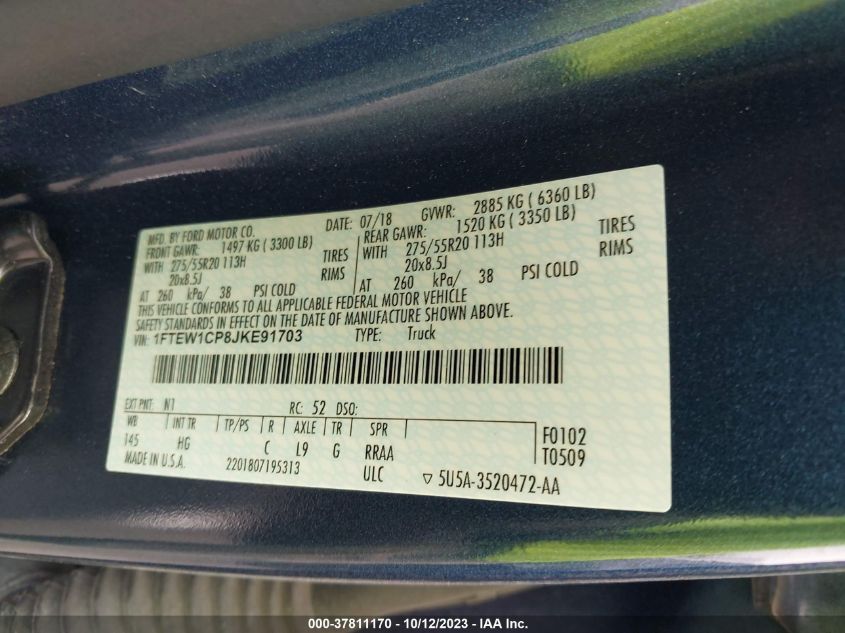 MFD. BY FORD MOTOR CO. DATE: 07/18 GVWR: 2885 KG ( 6360 LB)
FRONT GAWR: 1497 KG ( 3300 LB) REAR GAWR: 1520 KG ( 3350 LB)
WITH 275/55R20 113H TIRES WITH 275/55R20 113H TIRES
20x8.5J RIMS 20x8.5J RIMS
AT 260 kPa/ 38 PSI COLD AT 260 kPa/ 38 PSI COLD
THIS VEHICLE CONFORMS TO ALL APPLICABLE FEDERAL MOTOR VEHICLE
SAFETY STANDARDS IN EFFECT ON THE DATE OF MANUFACTURE SHOWN ABOVE.
VIN: 1FTEW1CP8JKE91703 TYPE: Truck
EXT PNT: N1 RC: 52 DSO:
WB INT TR TP/PS R AXLE TR SPR F0102
145 HG C L9 G RRAA T0509
MADE IN U.S.A. 2201807195313 ULC ▽ 5U5A-3520472-AA
000-37811170 - 10/12/2023 - IAA Inc.